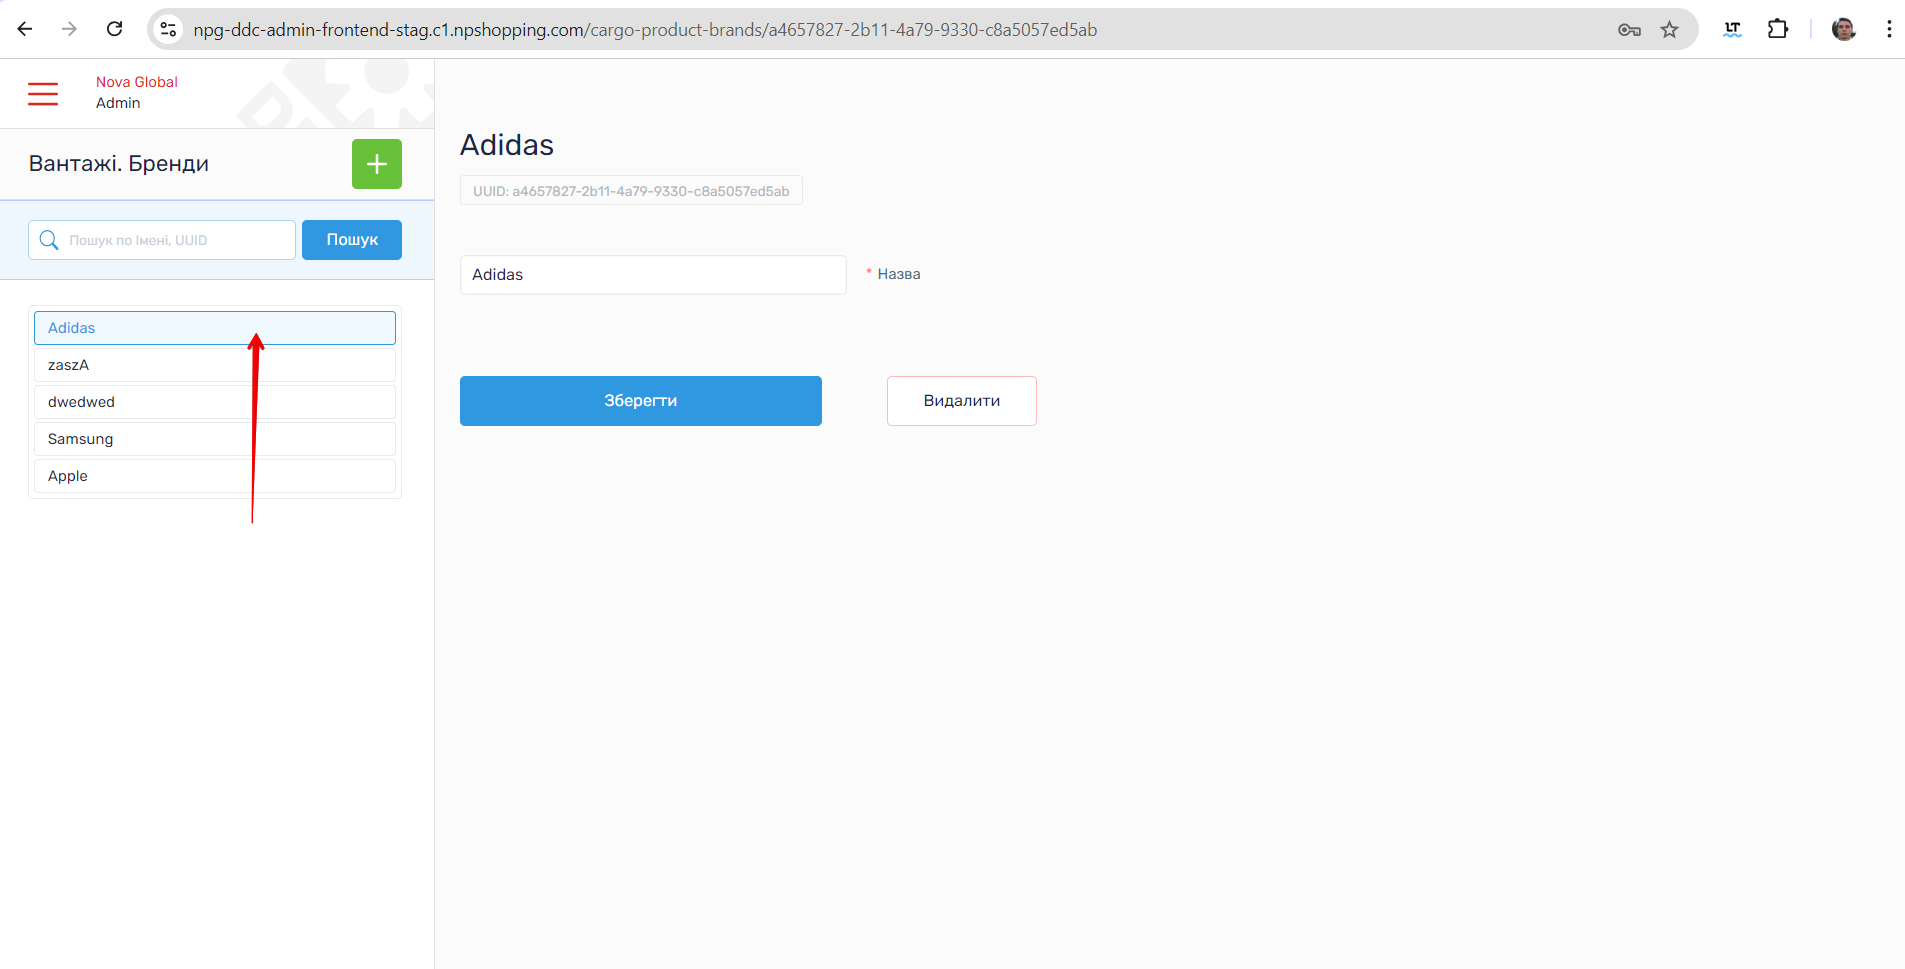 npg-ddc-admin-frontend-stag.c1.npshopping.com/cargo-product-brands/a4657827-2b11-4a79-9330-c8a5057ed5ab
LT
Nova Global
Admin
Вантажі. Бренди
Пошук по Імені, UUID
Пошук
Adidas
zaszA
dwedwed
Samsung
Apple
Adidas
UUID: a4657827-2b11-4a79-9330-c8a5057ed5ab
Adidas
* Назва
Зберегти
Видалити